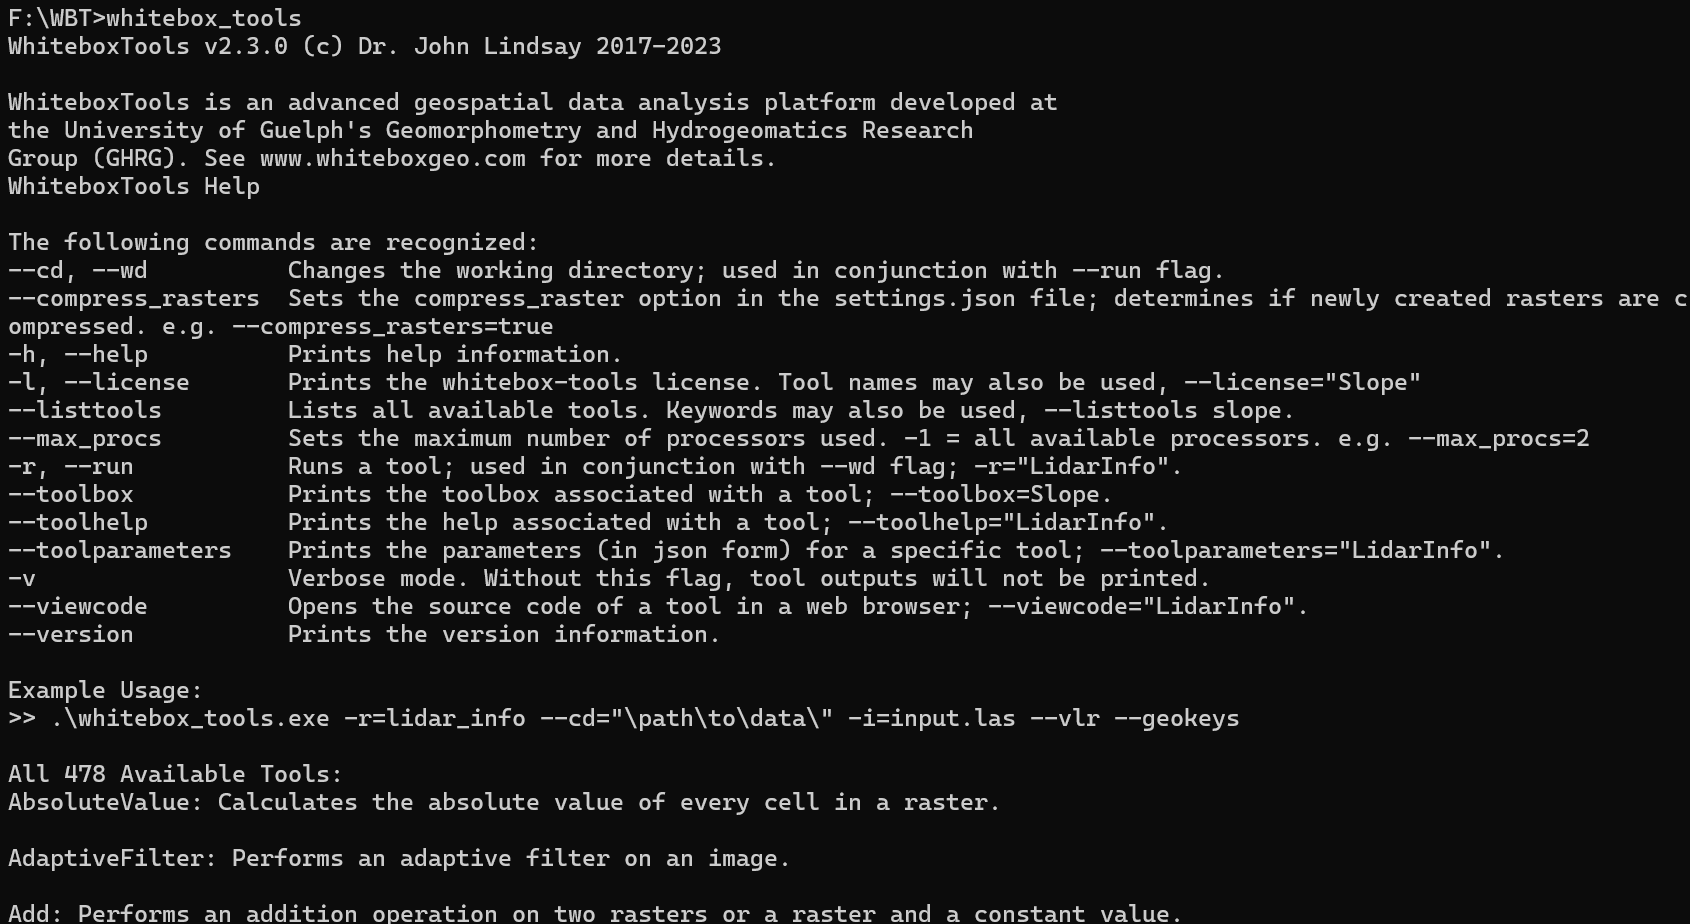 F:\WBT>whitebox_tools
WhiteboxTools v2.3.0 (c) Dr. John Lindsay 2017-2023
WhiteboxTools is an advanced geospatial data analysis platform developed at
the University of Guelph's Geomorphometry and Hydrogeomatics Research
Group (GHRG). See www.whiteboxgeo.com for more details.
WhiteboxTools Help
The following commands are recognized:
--cd, --wd          Changes the working directory; used in conjunction with --run flag.
--compress_rasters  Sets the compress_raster option in the settings.json file; determines if newly created rasters are c
ompressed. e.g. --compress_rasters=true
-h, --help          Prints help information.
-l, --license       Prints the whitebox-tools license. Tool names may also be used, --license="Slope"
--listtools         Lists all available tools. Keywords may also be used, --listtools slope.
--max_procs         Sets the maximum number of processors used. -1 = all available processors. e.g. --max_procs=2
-r, --run           Runs a tool; used in conjunction with --wd flag; -r="LidarInfo".
--toolbox           Prints the toolbox associated with a tool; --toolbox=Slope.
--toolhelp          Prints the help associated with a tool; --toolhelp="LidarInfo".
--toolparameters    Prints the parameters (in json form) for a specific tool; --toolparameters="LidarInfo".
-v                  Verbose mode. Without this flag, tool outputs will not be printed.
--viewcode          Opens the source code of a tool in a web browser; --viewcode="LidarInfo".
--version           Prints the version information.
Example Usage:
>> .\whitebox_tools.exe -r=lidar_info --cd="\path\to\data\" -i=input.las --vlr --geokeys
All 478 Available Tools:
AbsoluteValue: Calculates the absolute value of every cell in a raster.
AdaptiveFilter: Performs an adaptive filter on an image.
Add: Performs an addition operation on two rasters or a raster and a constant value.